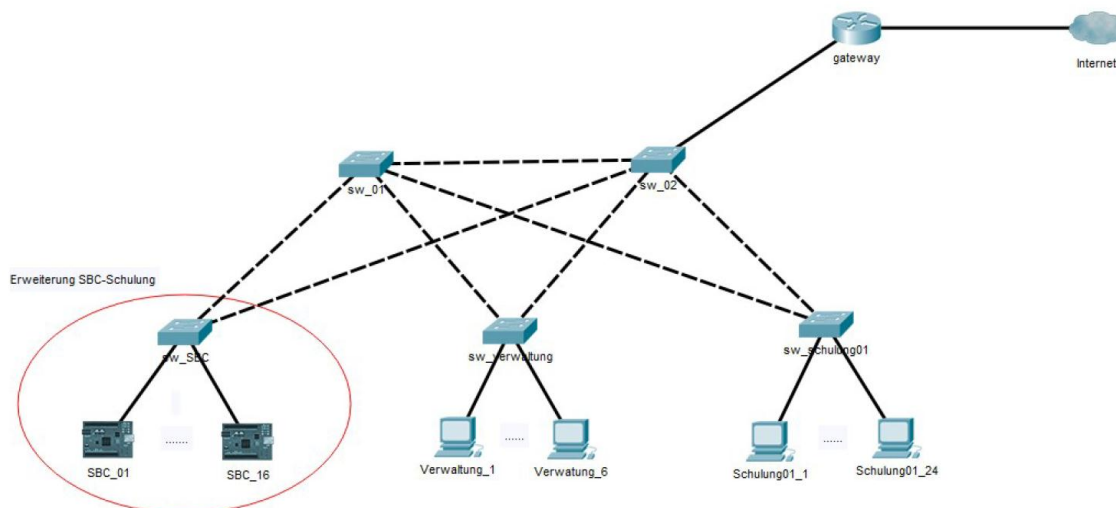 gateway
Internet
sw_01
sw_02
Erweiterung SBC-Schulung
sw_SBC
sw_verwaltung
sw_schulung01
.......
......
......
SBC_01
SBC_16
Verwaltung_1
Verwatung_6
Schulung01_1
Schulung01_24